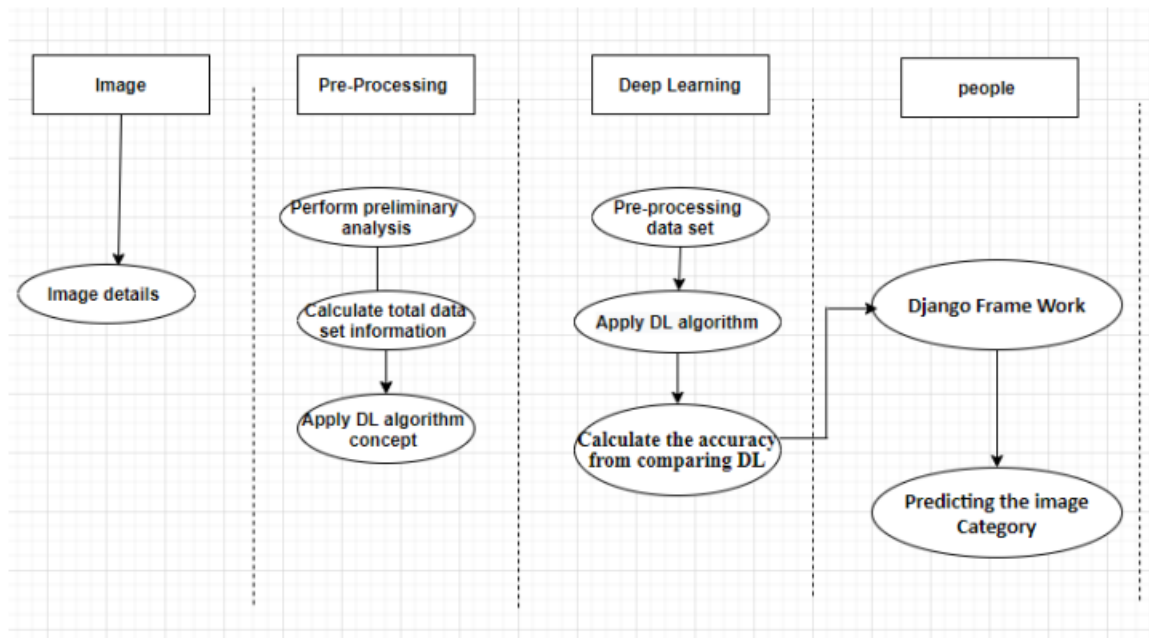 Image
Pre-Processing
Deep Learning
people
Image details
Perform preliminary
analysis
Calculate total data
set information
Apply DL algorithm
concept
Pre-processing
data set
Apply DL algorithm
Calculate the accuracy
from comparing DL
Django Frame Work
Predicting the image
Category